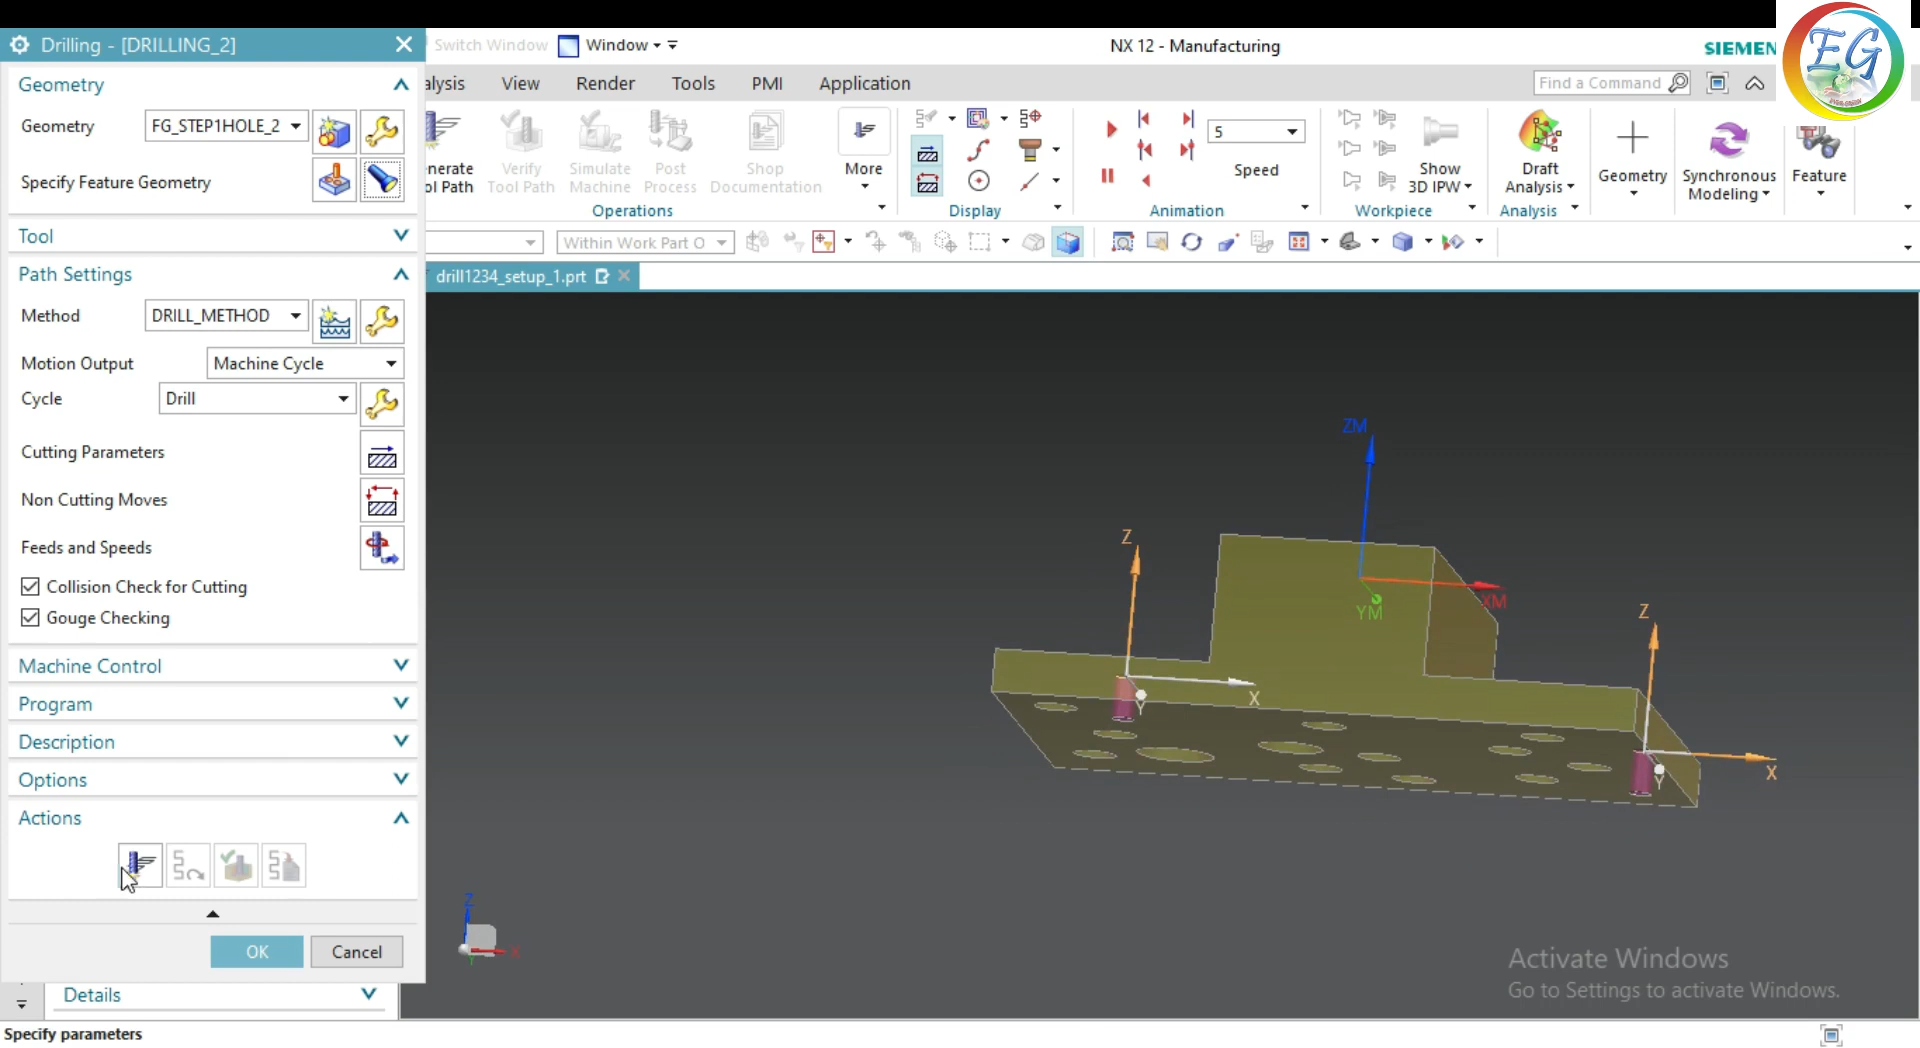 Drilling - [DRILLING_2]
Switch Window
Window
NX 12 - Manufacturing
SIEMEN
EG
alysis
View
Render
Tools
PMI
Application
Find a Command
Geometry
Geometry
FG_STEP1HOLE_2
Specify Feature Geometry
Tool
Path Settings
Method
DRILL_METHOD
Motion Output
Machine Cycle
Cycle
Drill
Cutting Parameters
Non Cutting Moves
Feeds and Speeds
Collision Check for Cutting
Gouge Checking
Machine Control
Program
Description
Options
Actions
OK
Cancel
Details
Specify parameters
nerate
ol Path
Verify
Tool Path
Simulate
Machine
Post
Process
Shop
Documentation
More
Operations
Display
5
Speed
Animation
Show
3D IPW
Workpiece
Draft
Analysis
Analysis
Geometry
Synchronous
Modeling
Feature
Within Work Part O
drill1234_setup_1.prt
ZM
XM
YM
Z
X
Y
Z
X
Y
Z
X
Y
Activate Windows
Go to Settings to activate Windows.